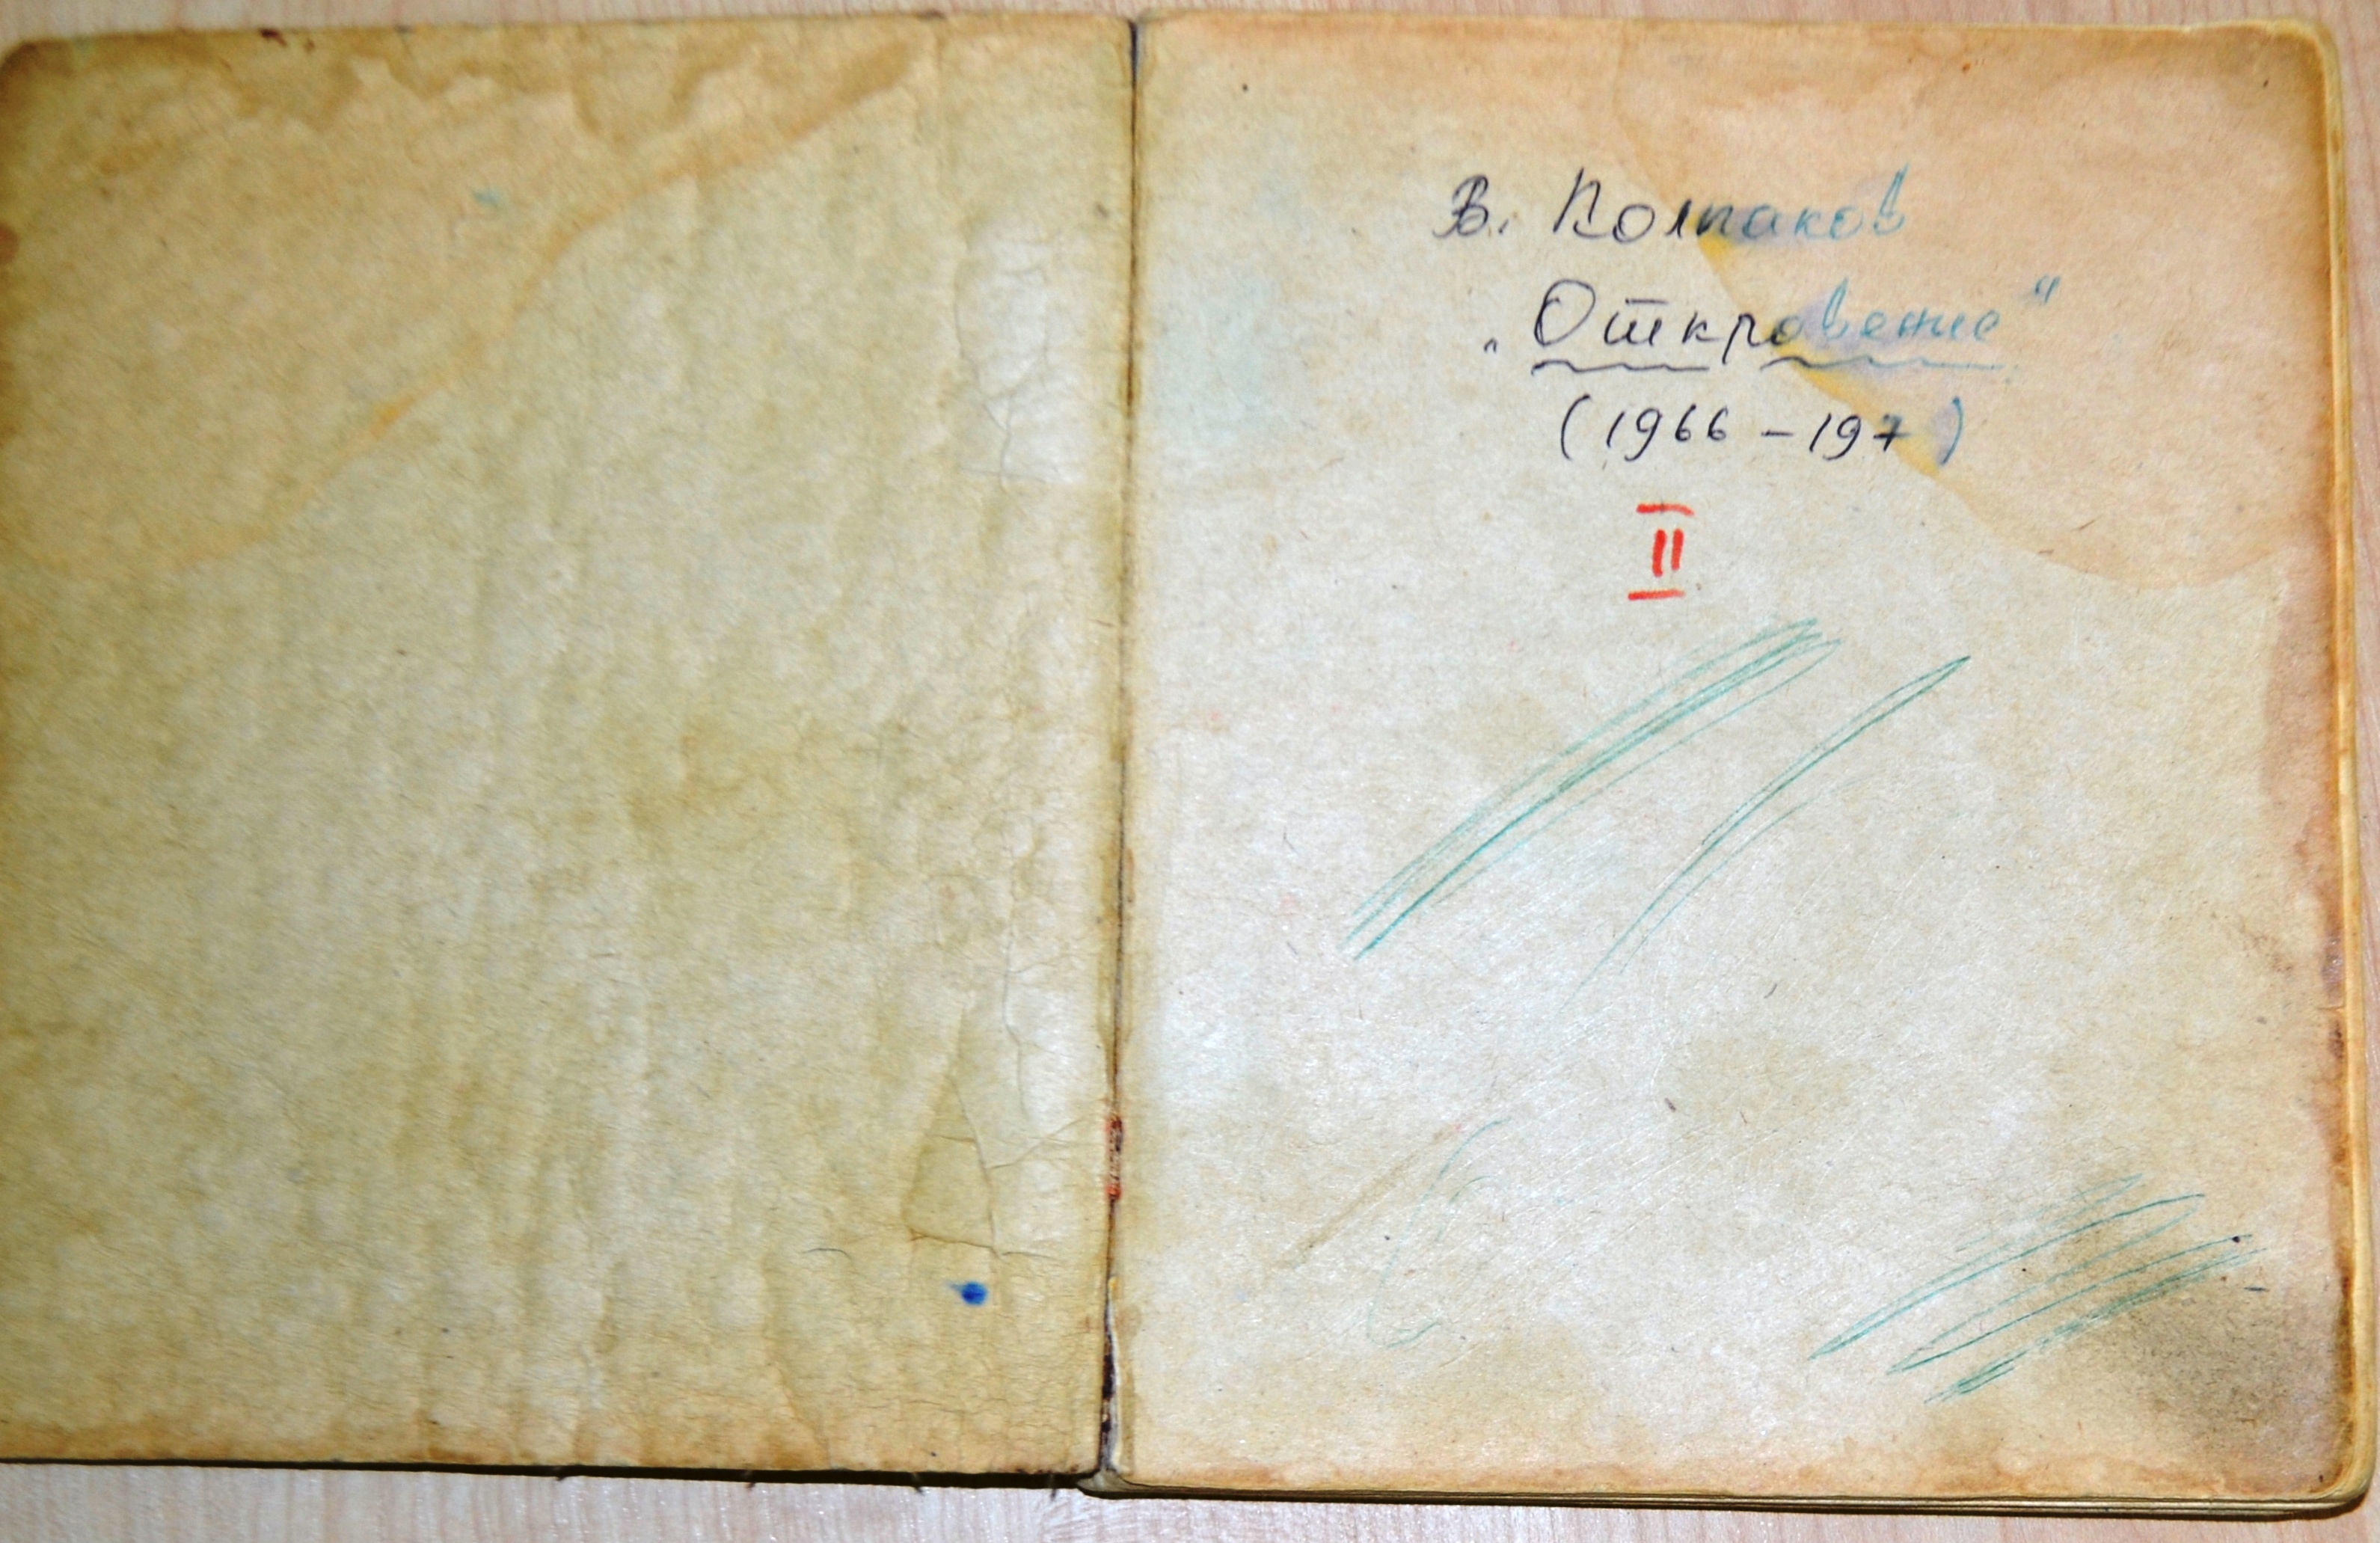 В. Колпаков
„Откровение“
(1966 – 197 )
II